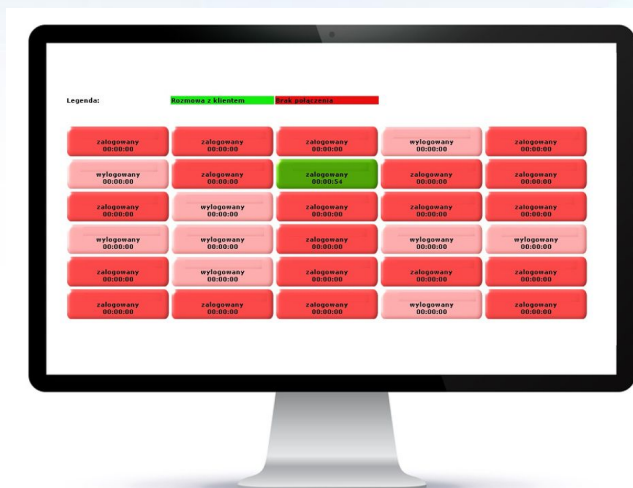 Legenda: Rozmowa z klientem Brak połączenia
zalogowany zalogowany zalogowany wylogowany zalogowany
00:00:00 00:00:00 00:00:00 00:00:00 00:00:00
wylogowany zalogowany zalogowany zalogowany zalogowany
00:00:00 00:00:00 00:00:54 00:00:00 00:00:00
zalogowany wylogowany zalogowany zalogowany zalogowany
00:00:00 00:00:00 00:00:00 00:00:00 00:00:00
wylogowany wylogowany zalogowany wylogowany wylogowany
00:00:00 00:00:00 00:00:00 00:00:00 00:00:00
zalogowany wylogowany zalogowany zalogowany zalogowany
00:00:00 00:00:00 00:00:00 00:00:00 00:00:00
zalogowany zalogowany zalogowany wylogowany zalogowany
00:00:00 00:00:00 00:00:00 00:00:00 00:00:00